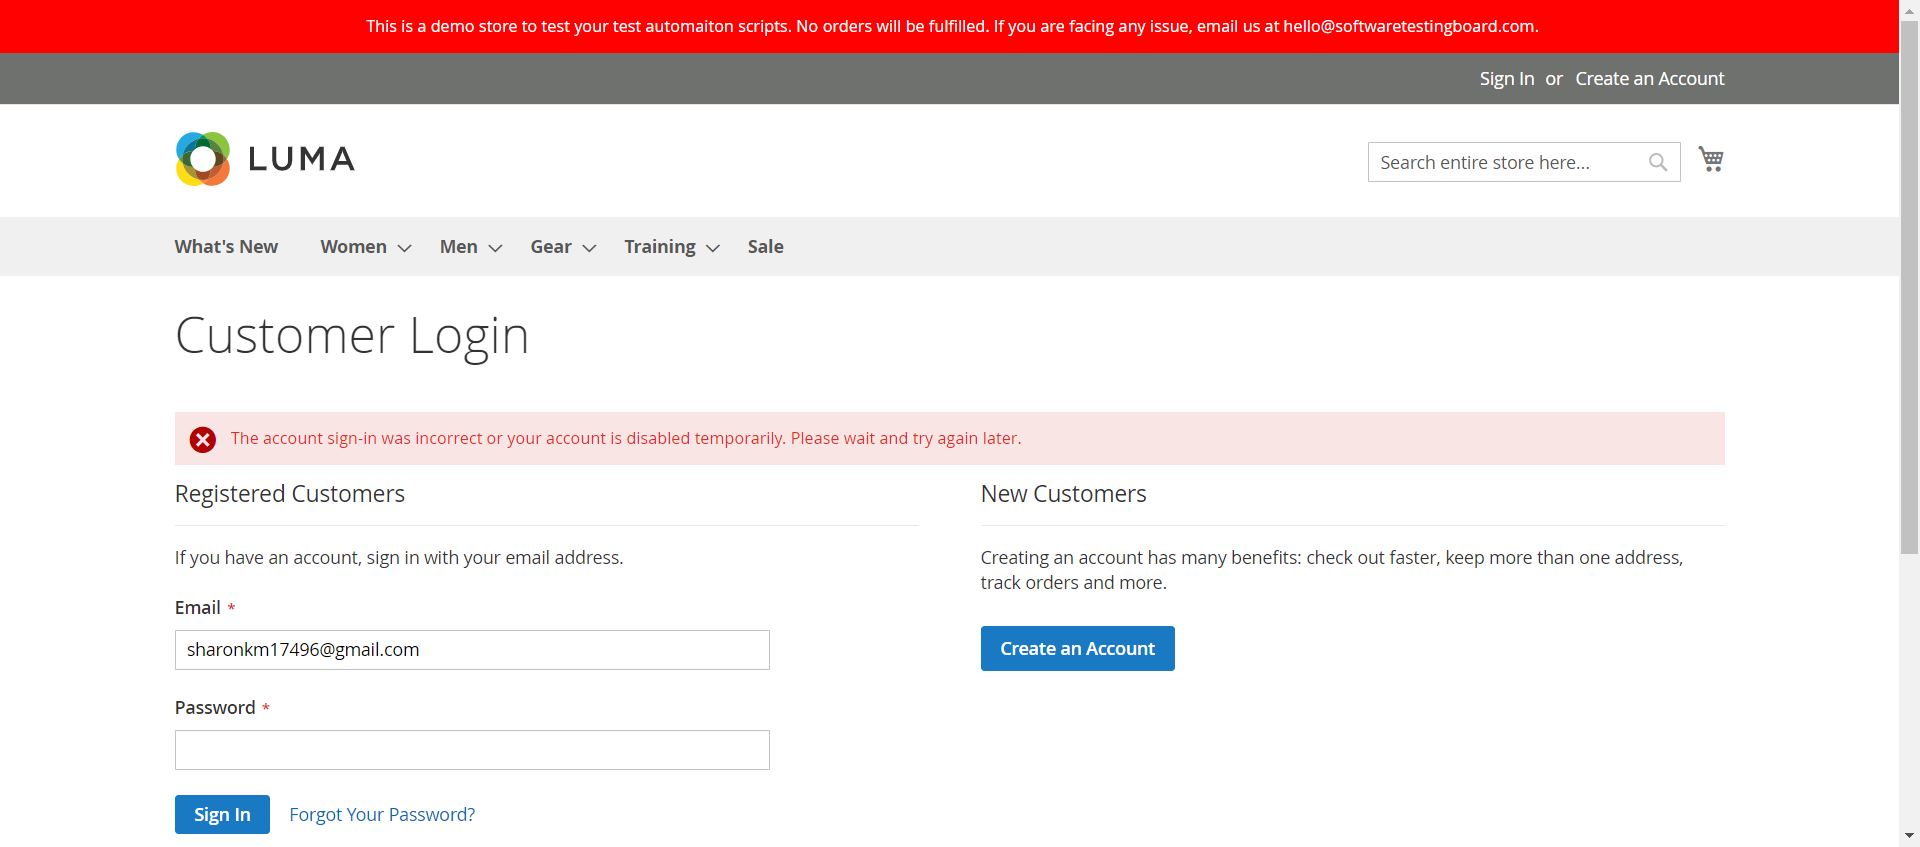 This is a demo store to test your test automaiton scripts. No orders will be fulfilled. If you are facing any issue, email us at hello@softwaretestingboard.com.
Sign In or Create an Account
LUMA
Search entire store here...
What's New Women Men Gear Training Sale
Customer Login
The account sign-in was incorrect or your account is disabled temporarily. Please wait and try again later.
Registered Customers
If you have an account, sign in with your email address.
Email *
sharonkm17496@gmail.com
Password *
Sign In Forgot Your Password?
New Customers
Creating an account has many benefits: check out faster, keep more than one address,
track orders and more.
Create an Account